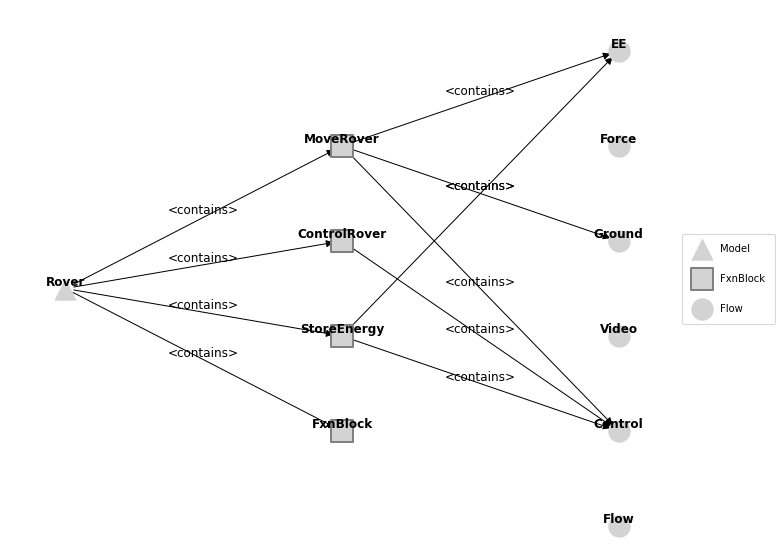 EE
<contains>
MoveRover
Force
<contains>
<contains>
<contains>
ControlRover
Ground
<contains>
Rover
<contains>
<contains>
StoreEnergy
<contains>
Video
<contains>
<contains>
FxnBlock
Control
Flow
Model
FxnBlock
Flow